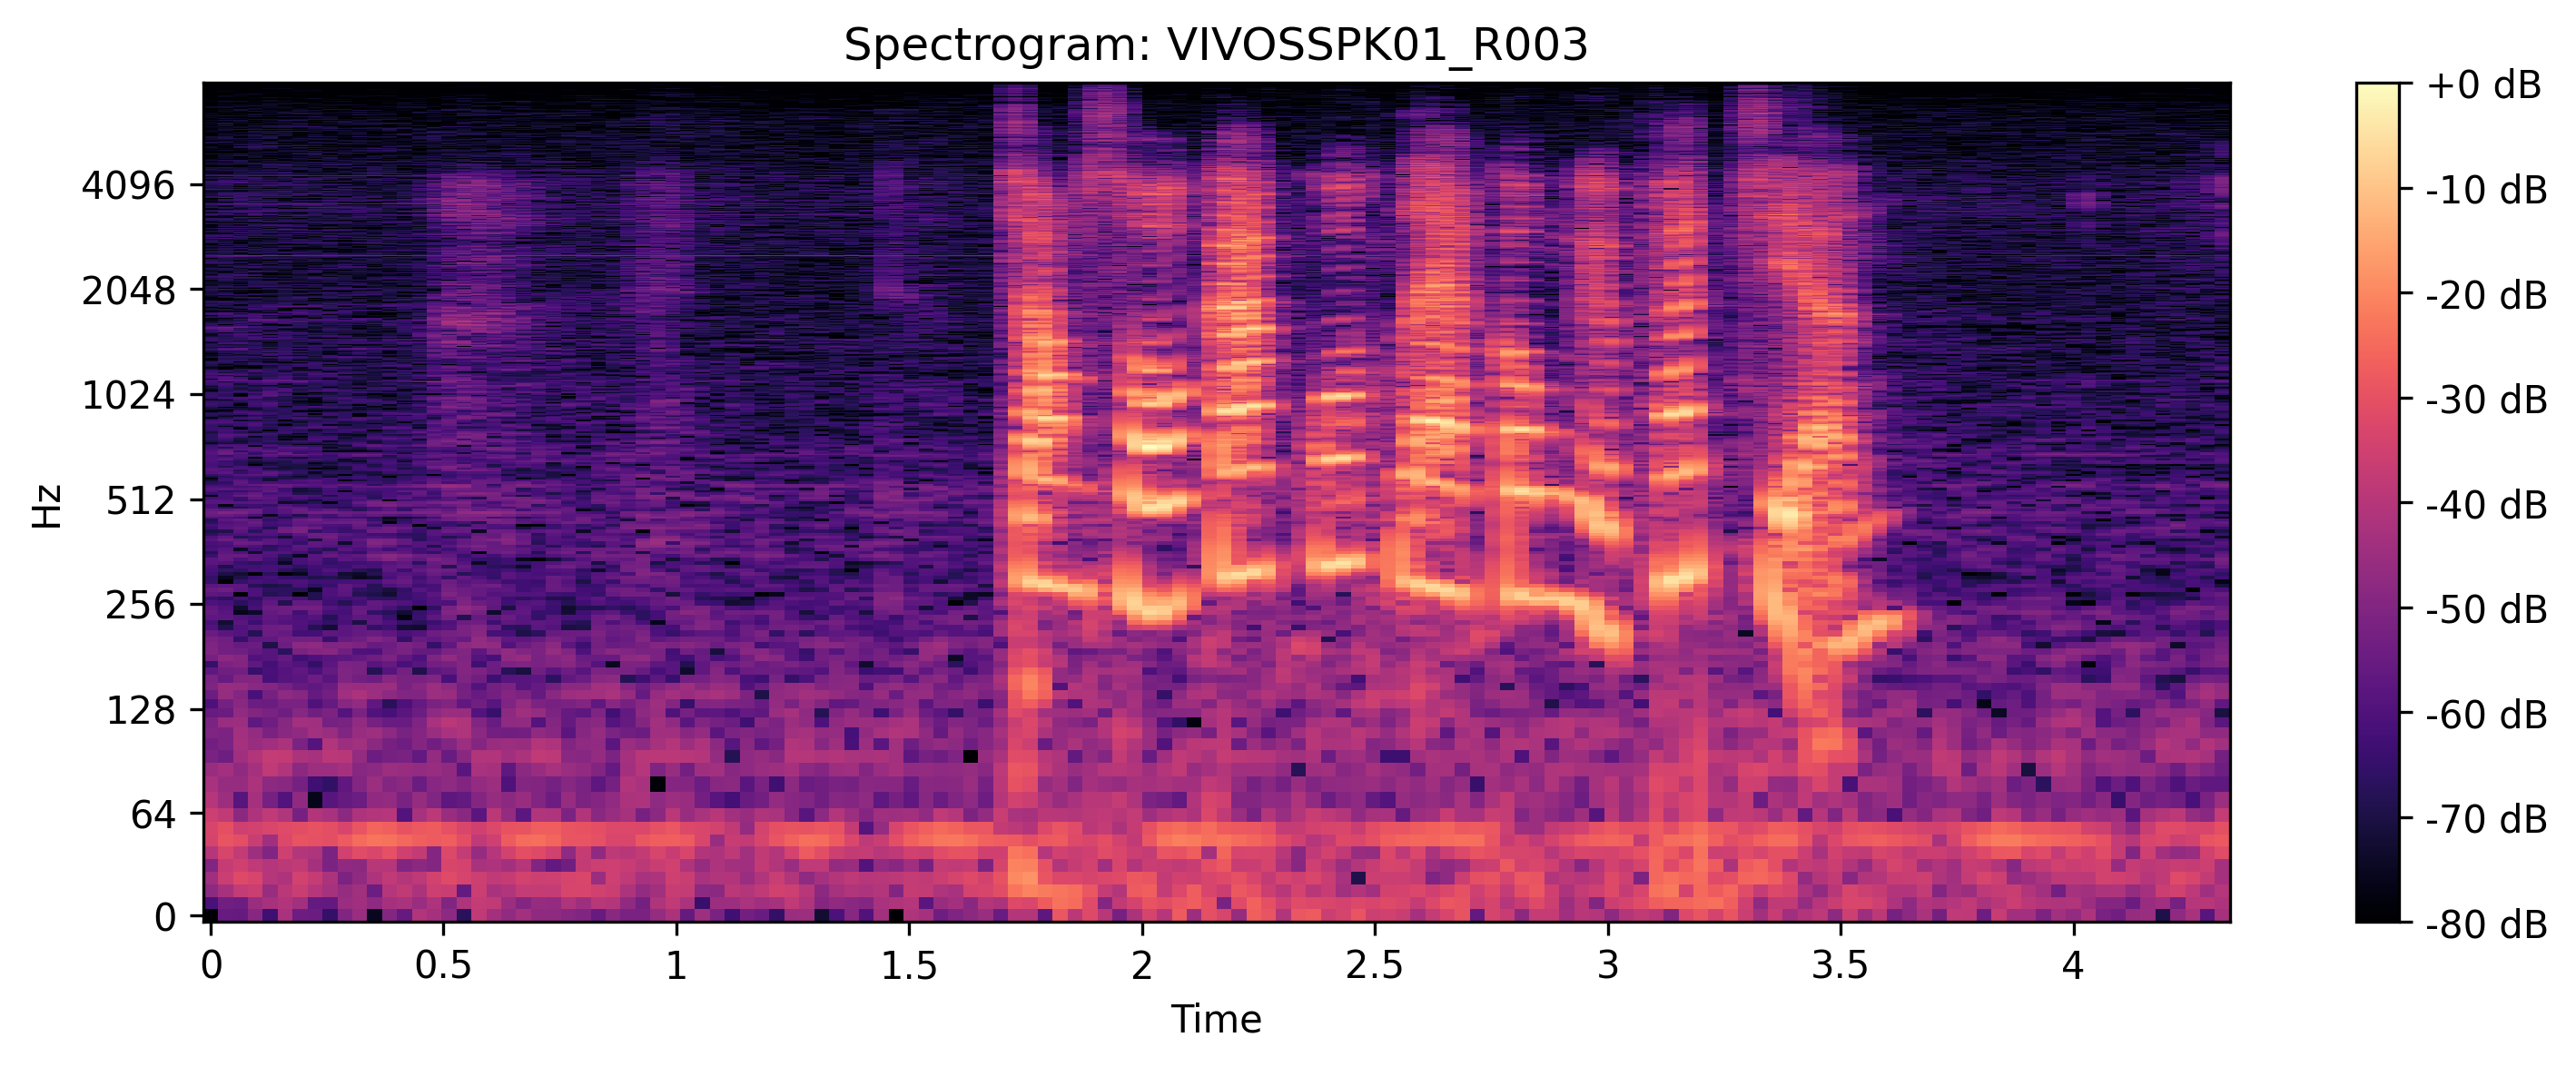 Spectrogram: VIVOSSPK01_R003
Hz
4096
2048
1024
512
256
128
64
0
0 0.5 1 1.5 2 2.5 3 3.5 4
Time
+0 dB
-10 dB
-20 dB
-30 dB
-40 dB
-50 dB
-60 dB
-70 dB
-80 dB